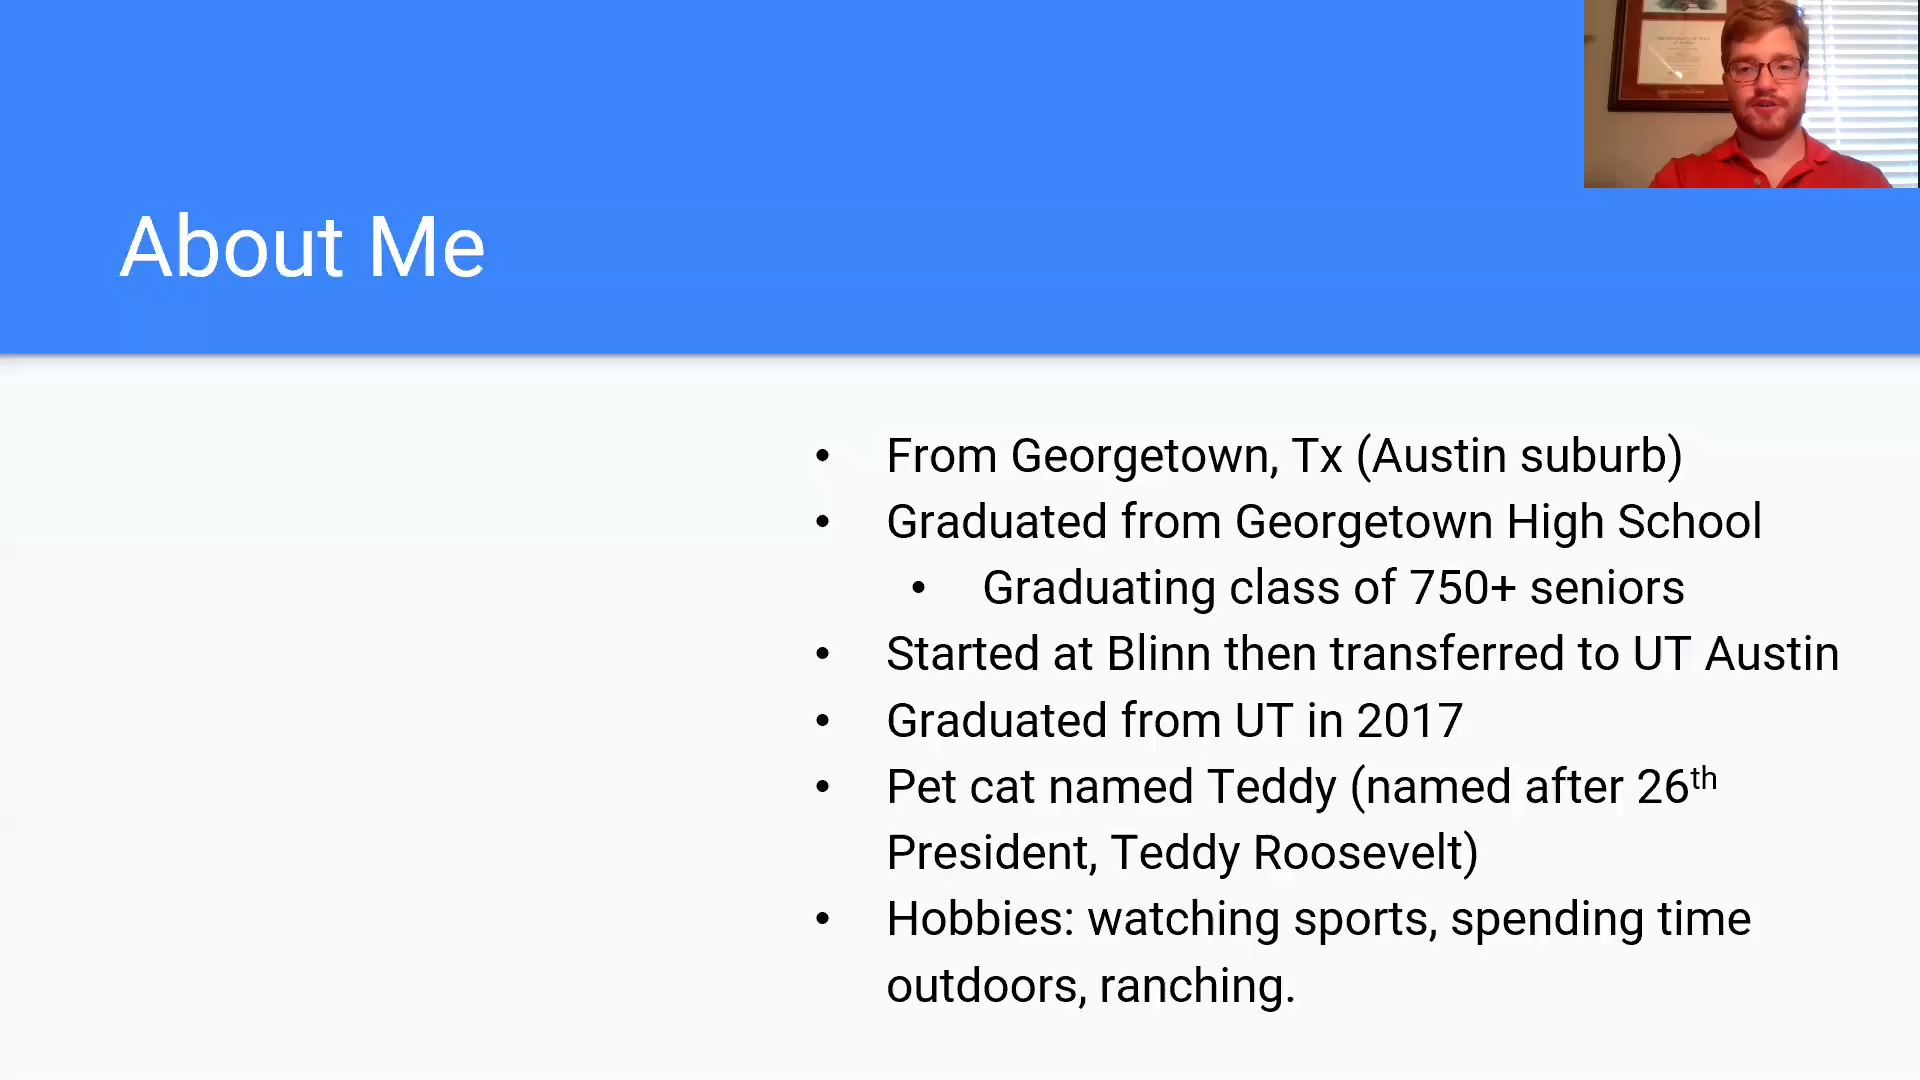 About Me
• From Georgetown, Tx (Austin suburb)
• Graduated from Georgetown High School
• Graduating class of 750+ seniors
• Started at Blinn then transferred to UT Austin
• Graduated from UT in 2017
• Pet cat named Teddy (named after 26th
President, Teddy Roosevelt)
• Hobbies: watching sports, spending time
outdoors, ranching.